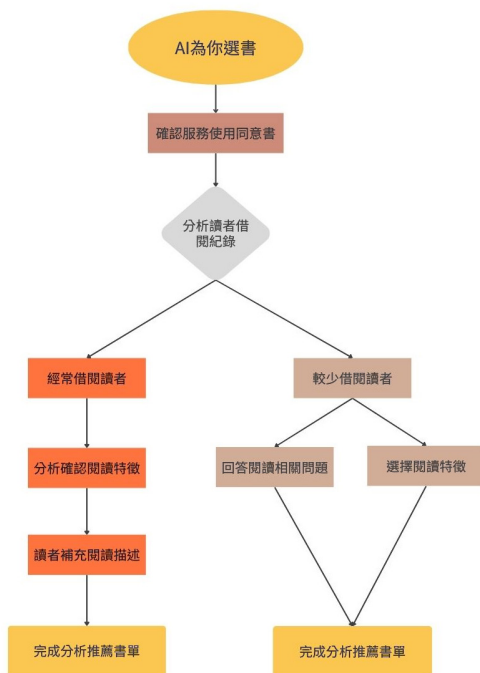 AI為你選書
確認服務使用同意書
分析讀者借
閱紀錄
經常借閱讀者
較少借閱讀者
分析確認閱讀特徵
回答閱讀相關問題
選擇閱讀特徵
讀者補充閱讀描述
完成分析推薦書單
完成分析推薦書單